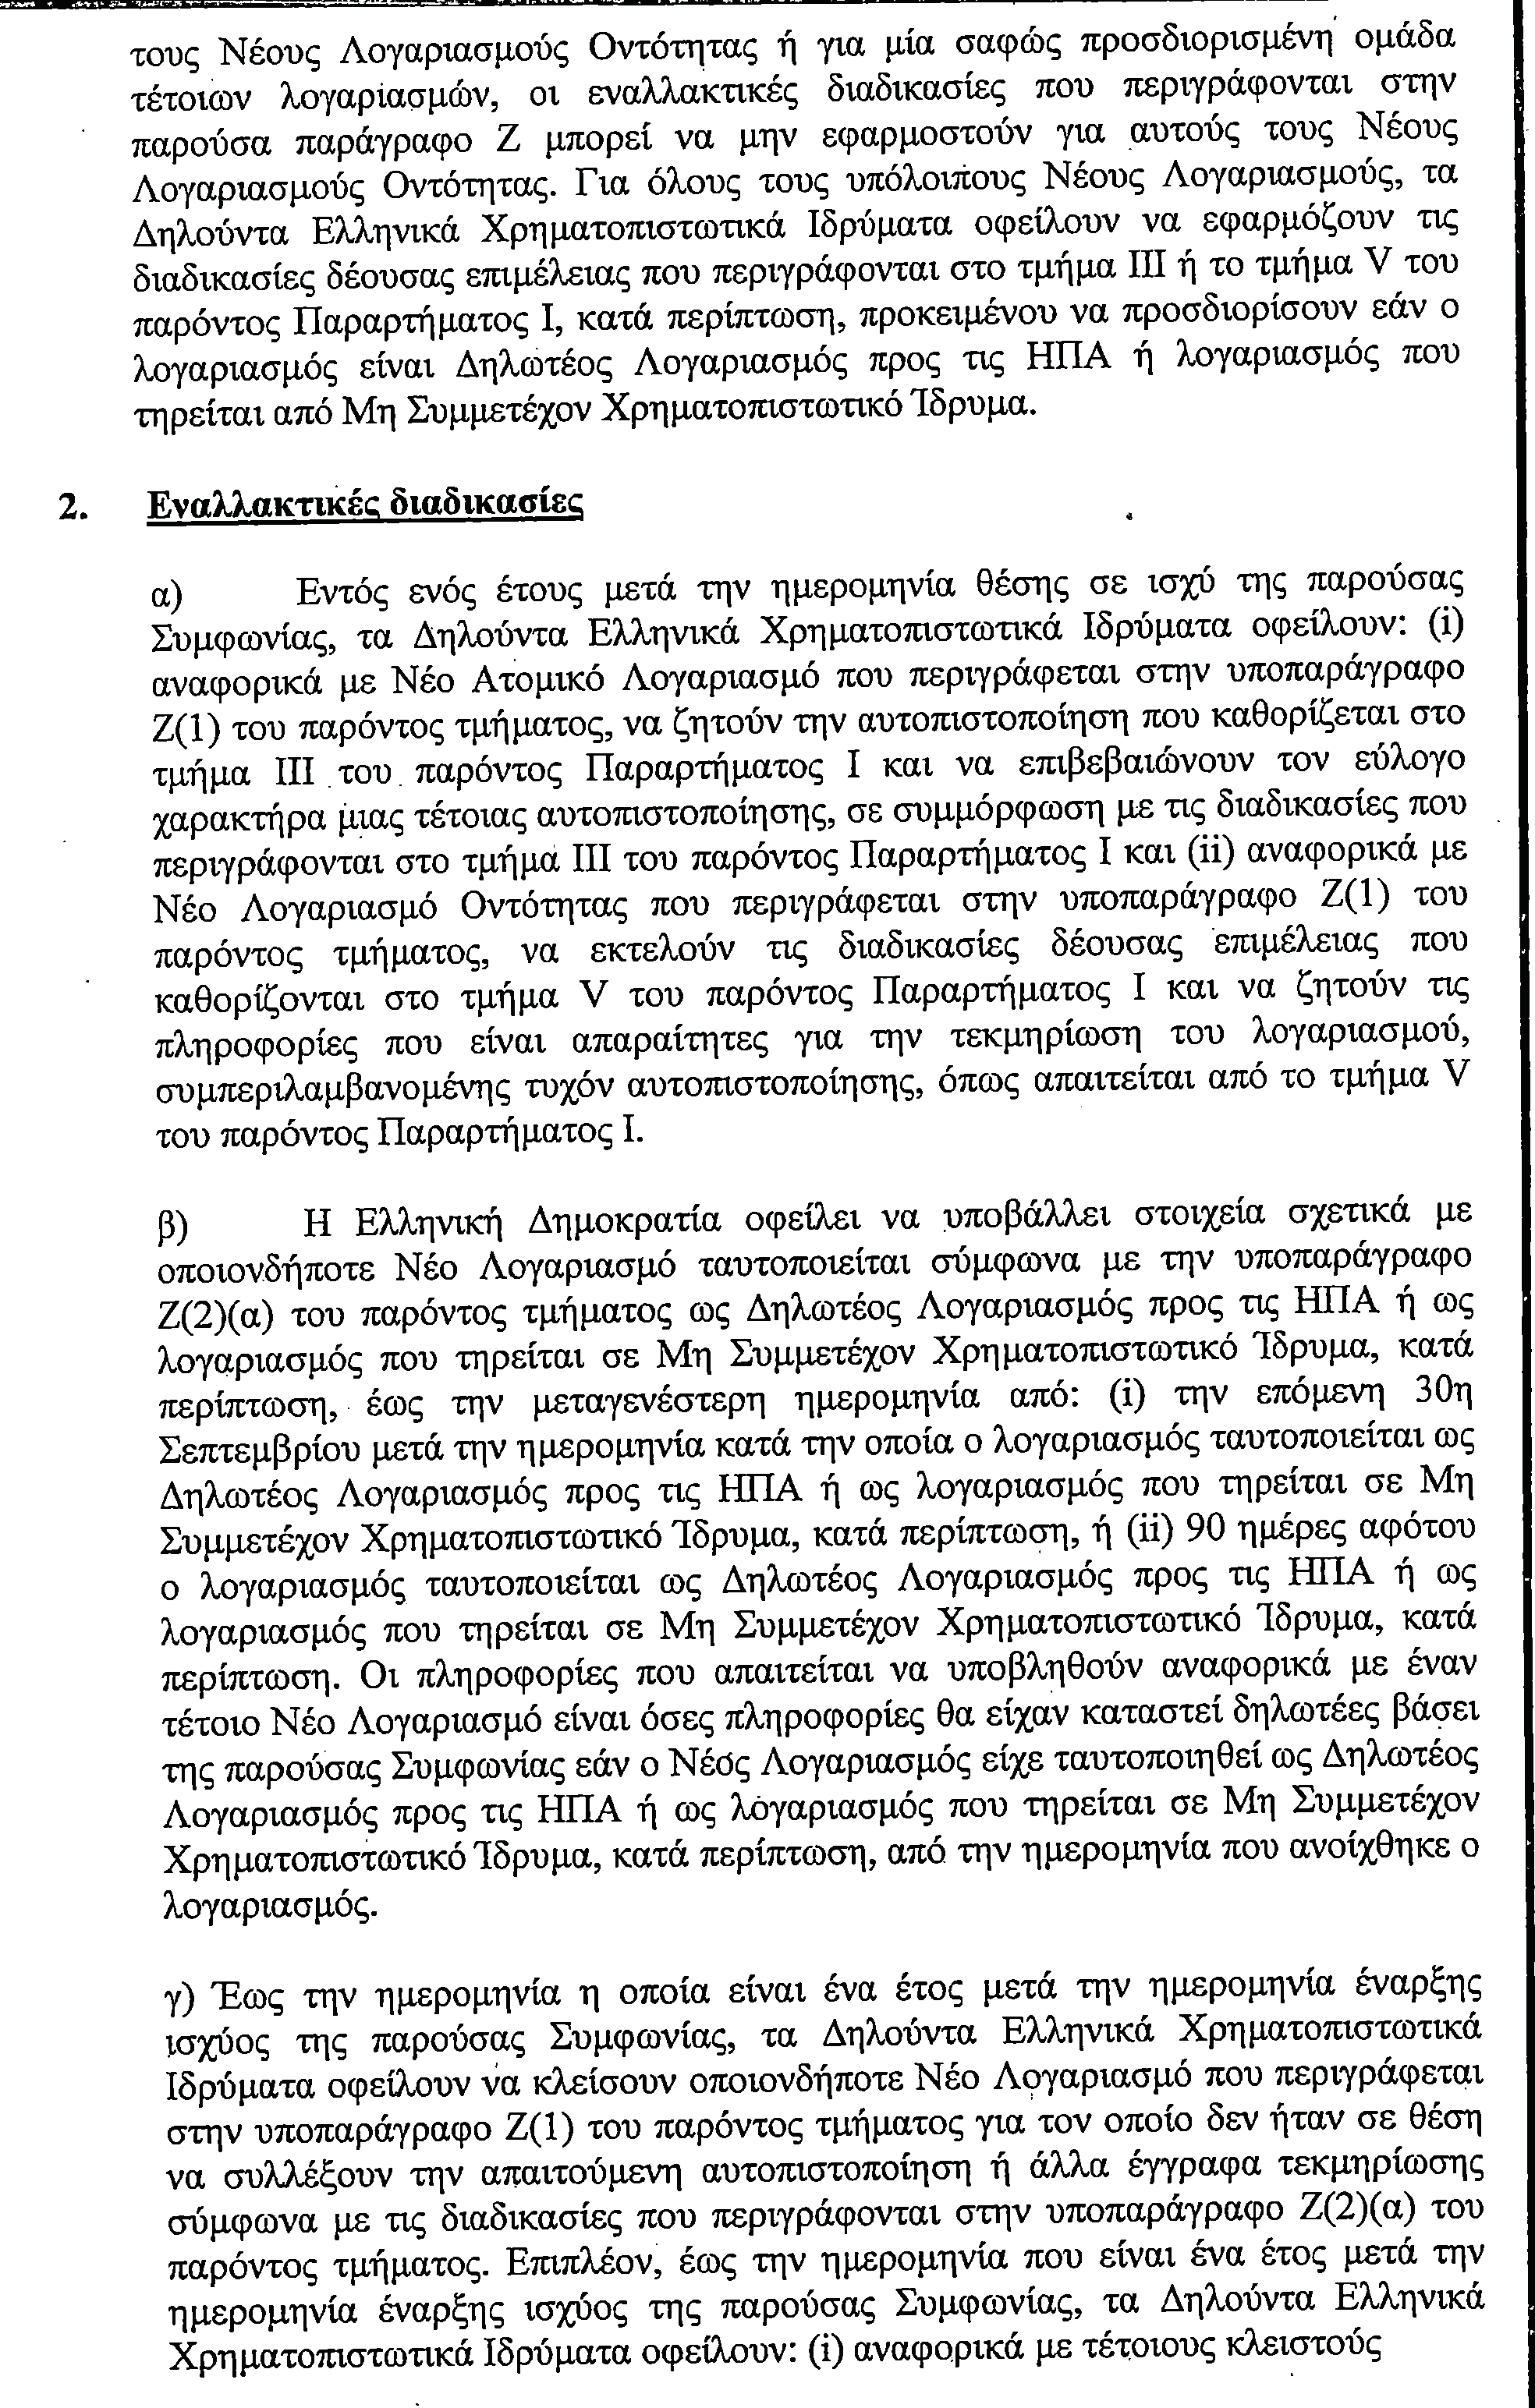 τους Νέους Λογαριασμούς Οντότητας ή για μία σαφώς προσδιορισμένη ομάδα
τέτοιων λογαριασμών, οι εναλλακτικές διαδικασίες που περιγράφονται στην
παρούσα παράγραφο Ζ μπορεί να μην εφαρμοστούν για αυτούς τους Νέους
Λογαριασμούς Οντότητας. Για όλους τους υπόλοιπους Νέους Λογαριασμούς, τα
Δηλούντα Ελληνικά Χρηματοπιστωτικά Ιδρύματα οφείλουν να εφαρμόζουν τις
διαδικασίες δέουσας επιμέλειας που περιγράφονται στο τμήμα III ή το τμήμα V του
παρόντος Παραρτήματος Ι, κατά περίπτωση, προκειμένου να προσδιορίσουν εάν ο
λογαριασμός είναι Δηλωτέος Λογαριασμός προς τις ΗΠΑ ή λογαριασμός που
τηρείται από Μη Συμμετέχον Χρηματοπιστωτικό Ίδρυμα.
2. Εναλλακτικές διαδικασίες
α) Εντός ενός έτους μετά την ημερομηνία θέσης σε ισχύ της παρούσας
Συμφωνίας, τα Δηλούντα Ελληνικά Χρηματοπιστωτικά Ιδρύματα οφείλουν: (i)
αναφορικά με Νέο Ατομικό Λογαριασμό που περιγράφεται στην υποπαράγραφο
Ζ(1) του παρόντος τμήματος, να ζητούν την αυτοπιστοποίηση που καθορίζεται στο
τμήμα III του παρόντος Παραρτήματος Ι και να επιβεβαιώνουν τον εύλογο
χαρακτήρα μιας τέτοιας αυτοπιστοποίησης, σε συμμόρφωση με τις διαδικασίες που
περιγράφονται στο τμήμα III του παρόντος Παραρτήματος Ι και (ii) αναφορικά με
Νέο Λογαριασμό Οντότητας που περιγράφεται στην υποπαράγραφο Ζ(1) του
παρόντος τμήματος, να εκτελούν τις διαδικασίες δέουσας επιμέλειας που
καθορίζονται στο τμήμα V του παρόντος Παραρτήματος Ι και να ζητούν τις
πληροφορίες που είναι απαραίτητες για την τεκμηρίωση του λογαριασμού,
συμπεριλαμβανομένης τυχόν αυτοπιστοποίησης, όπως απαιτείται από το τμήμα V
του παρόντος Παραρτήματος Ι.
β) Η Ελληνική Δημοκρατία οφείλει να υποβάλλει στοιχεία σχετικά με
οποιονδήποτε Νέο Λογαριασμό ταυτοποιείται σύμφωνα με την υποπαράγραφο
Ζ(2)(α) του παρόντος τμήματος ως Δηλωτέος Λογαριασμός προς τις ΗΠΑ ή ως
λογαριασμός που τηρείται σε Μη Συμμετέχον Χρηματοπιστωτικό Ίδρυμα, κατά
περίπτωση, έως την μεταγενέστερη ημερομηνία από: (i) την επόμενη 30η
Σεπτεμβρίου μετά την ημερομηνία κατά την οποία ο λογαριασμός ταυτοποιείται ως
Δηλωτέος Λογαριασμός προς τις ΗΠΑ ή ως λογαριασμός που τηρείται σε Μη
Συμμετέχον Χρηματοπιστωτικό Ίδρυμα, κατά περίπτωση, ή (ii) 90 ημέρες αφότου
ο λογαριασμός ταυτοποιείται ως Δηλωτέος Λογαριασμός προς τις ΗΠΑ ή ως
λογαριασμός που τηρείται σε Μη Συμμετέχον Χρηματοπιστωτικό Ίδρυμα, κατά
περίπτωση. Οι πληροφορίες που απαιτείται να υποβληθούν αναφορικά με έναν
τέτοιο Νέο Λογαριασμό είναι όσες πληροφορίες θα είχαν καταστεί δηλωτέες βάσει
της παρούσας Συμφωνίας εάν ο Νέος Λογαριασμός είχε ταυτοποιηθεί ως Δηλωτέος
Λογαριασμός προς τις ΗΠΑ ή ως λογαριασμός που τηρείται σε Μη Συμμετέχον
Χρηματοπιστωτικό Ίδρυμα, κατά περίπτωση, από την ημερομηνία που ανοίχθηκε ο
λογαριασμός.
γ) Έως την ημερομηνία η οποία είναι ένα έτος μετά την ημερομηνία έναρξης
ισχύος της παρούσας Συμφωνίας, τα Δηλούντα Ελληνικά Χρηματοπιστωτικά
Ιδρύματα οφείλουν να κλείσουν οποιονδήποτε Νέο Λογαριασμό που περιγράφεται
στην υποπαράγραφο Ζ(1) του παρόντος τμήματος για τον οποίο δεν ήταν σε θέση
να συλλέξουν την απαιτούμενη αυτοπιστοποίηση ή άλλα έγγραφα τεκμηρίωσης
σύμφωνα με τις διαδικασίες που περιγράφονται στην υποπαράγραφο Ζ(2)(α) του
παρόντος τμήματος. Επιπλέον, έως την ημερομηνία που είναι ένα έτος μετά την
ημερομηνία έναρξης ισχύος της παρούσας Συμφωνίας, τα Δηλούντα Ελληνικά
Χρηματοπιστωτικά Ιδρύματα οφείλουν: (i) αναφορικά με τέτοιους κλειστούς